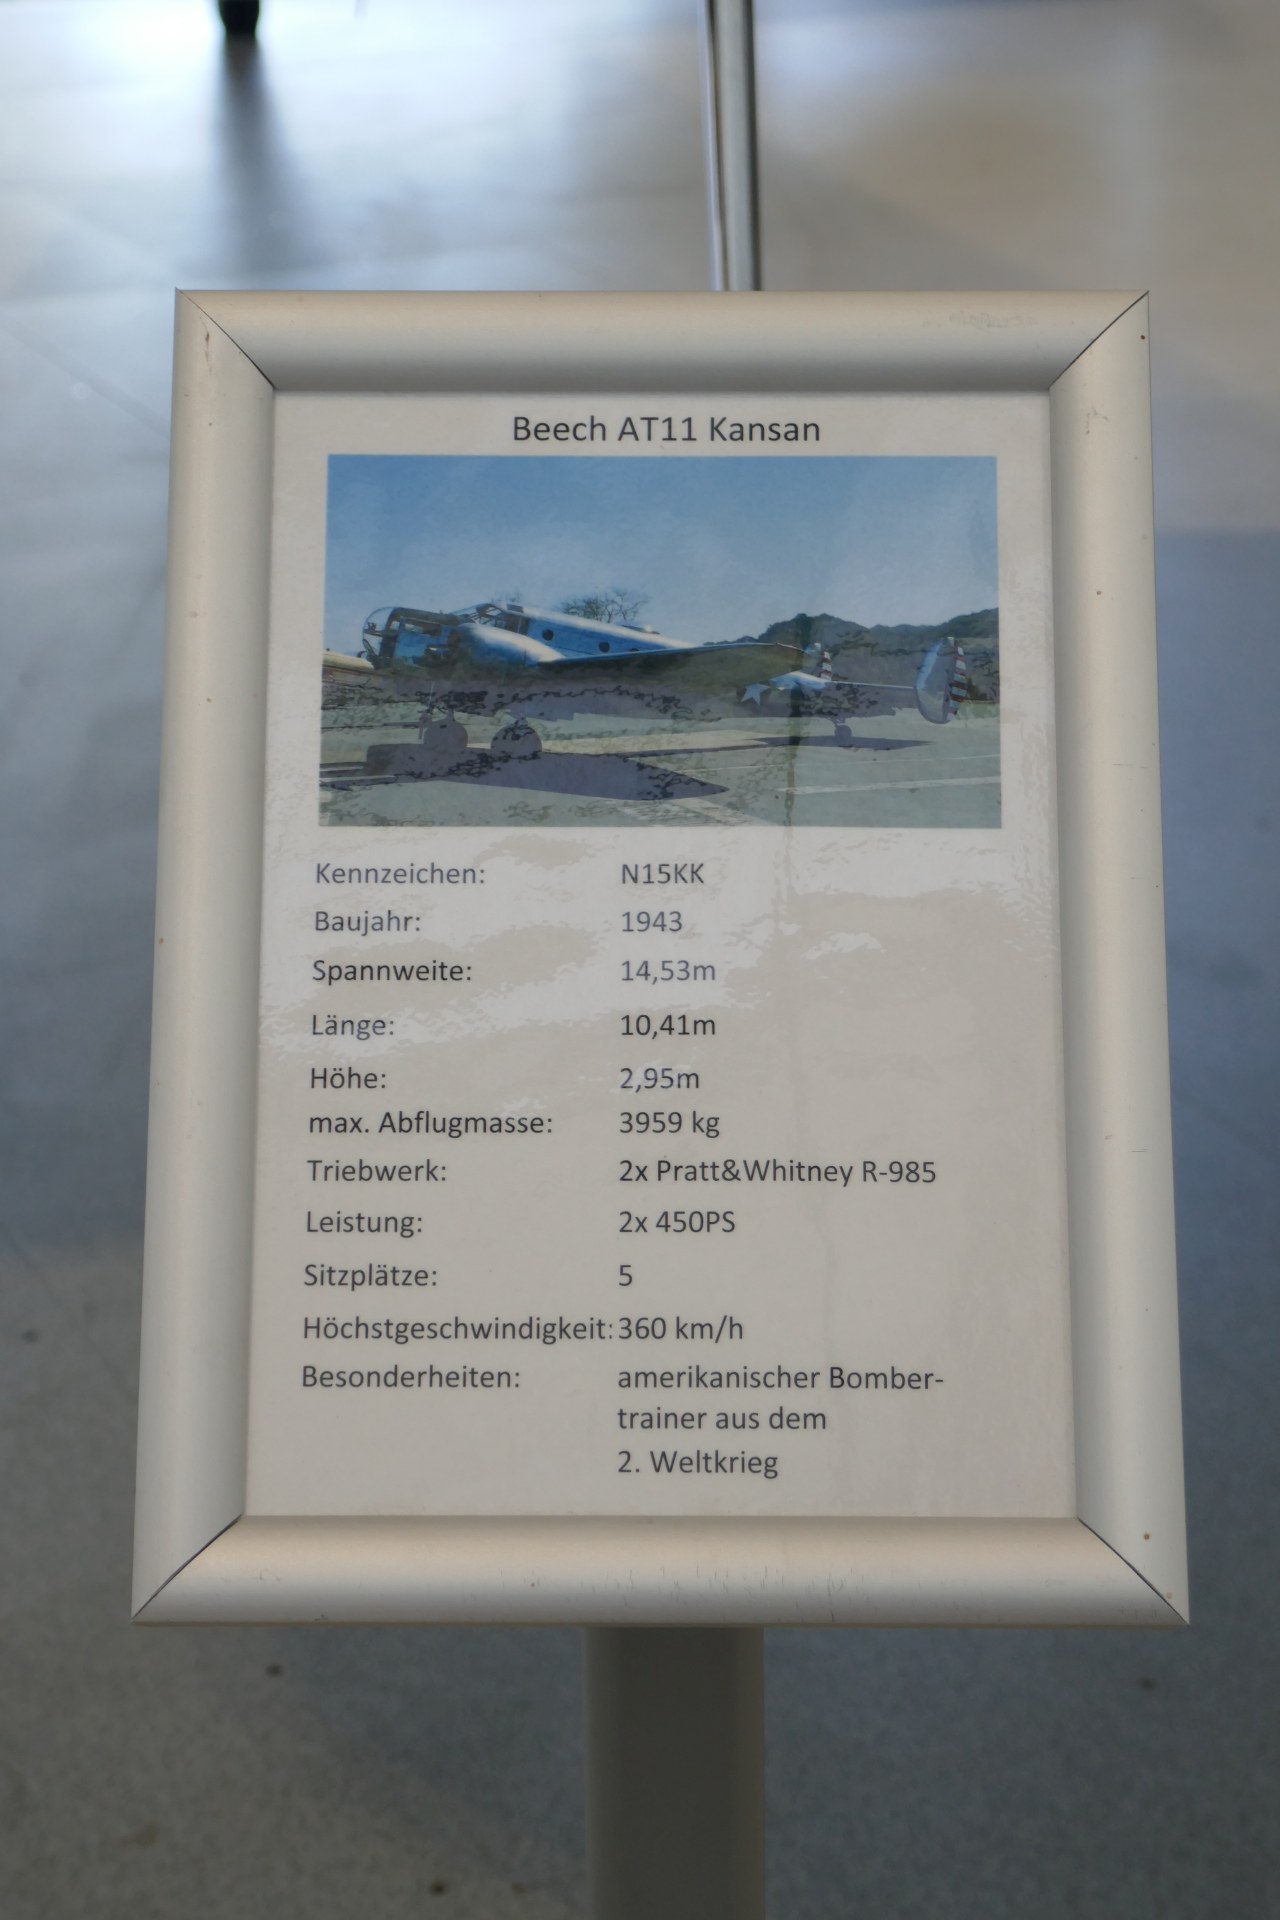 Beech AT11 Kansan
Kennzeichen: N15KK
Baujahr: 1943
Spannweite: 14,53m
Länge: 10,41m
Höhe: 2,95m
max. Abflugmasse: 3959 kg
Triebwerk: 2x Pratt&Whitney R-985
Leistung: 2x 450PS
Sitzplätze: 5
Höchstgeschwindigkeit: 360 km/h
Besonderheiten: amerikanischer Bomber-
trainer aus dem
2. Weltkrieg